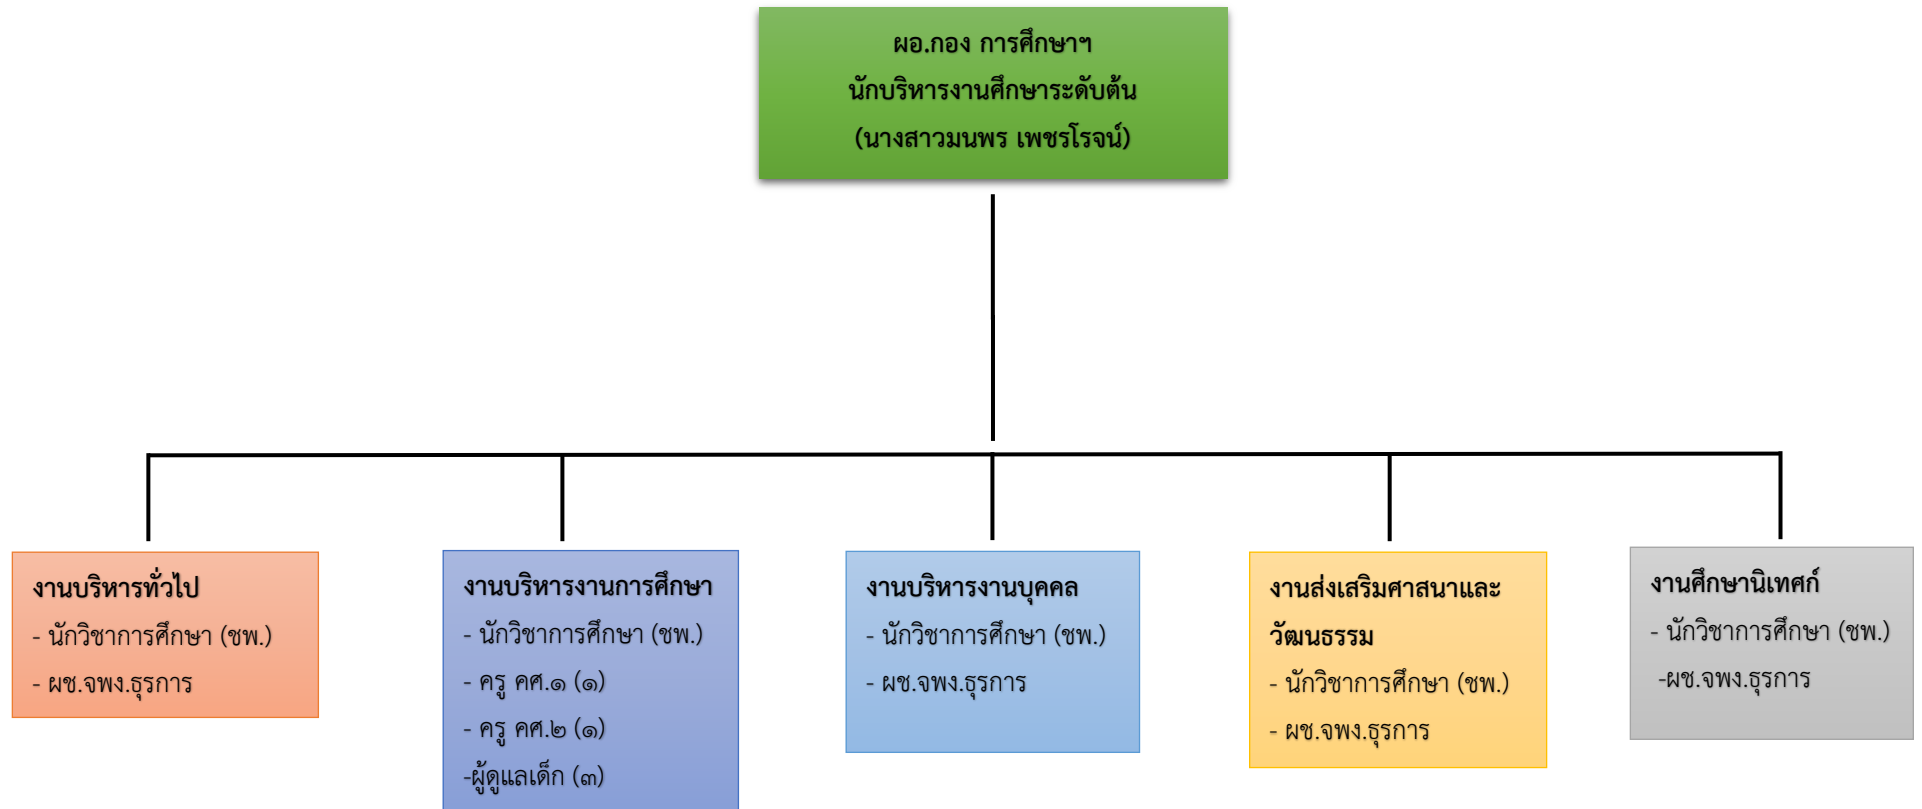 ผอ.กอง การศึกษาฯ
นักบริหารงานศึกษาระดับต้น
(นางสาวมนพร เพชรโรจน์)
งานบริหารทั่วไป
- นักวิชาการศึกษา (ชพ.)
- ผช.จพง.ธุรการ
งานบริหารงานการศึกษา
- นักวิชาการศึกษา (ชพ.)
- ครู คศ.๑ (๑)
- ครู คศ.๒ (๑)
-ผู้ดูแลเด็ก (๓)
งานบริหารงานบุคคล
- นักวิชาการศึกษา (ชพ.)
- ผช.จพง.ธุรการ
งานส่งเสริมศาสนาและ
วัฒนธรรม
- นักวิชาการศึกษา (ชพ.)
- ผช.จพง.ธุรการ
งานศึกษานิเทศก์
- นักวิชาการศึกษา (ชพ.)
-ผช.จพง.ธุรการ